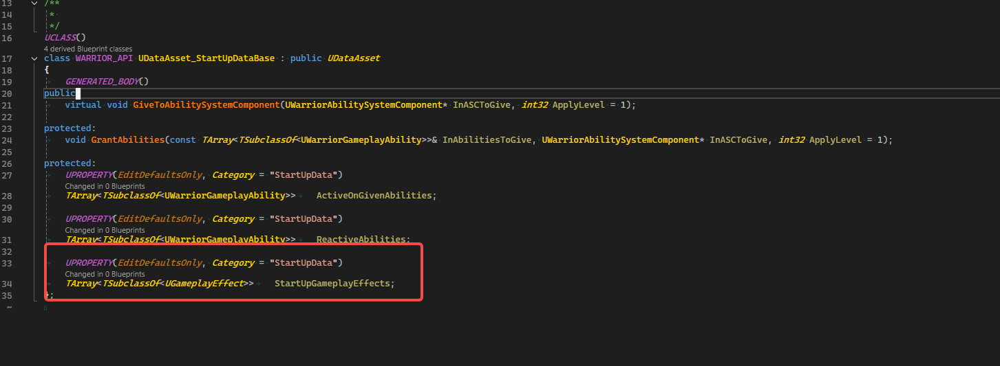 13 /**
14 *
15 */
16 UCLASS()
4 derived Blueprint classes
17 class WARRIOR_API UDataAsset_StartUpDataBase : public UDataAsset
18 {
19 GENERATED_BODY()
20 public
21 virtual void GiveToAbilitySystemComponent(UWarriorAbilitySystemComponent* InASCToGive, int32 ApplyLevel = 1);
22
23 protected:
24 void GrantAbilities(const TArray<TSubclassOf<UWarriorGameplayAbility>>& InAbilitiesToGive, UWarriorAbilitySystemComponent* InASCToGive, int32 ApplyLevel = 1);
25
26 protected:
27 UPROPERTY(EditDefaultsOnly, Category = "StartUpData")
Changed in 0 Blueprints
28 TArray<TSubclassOf<UWarriorGameplayAbility>> ActiveOnGivenAbilities;
29
30 UPROPERTY(EditDefaultsOnly, Category = "StartUpData")
Changed in 0 Blueprints
31 TArray<TSubclassOf<UWarriorGameplayAbility>> ReactiveAbilities;
32
33 UPROPERTY(EditDefaultsOnly, Category = "StartUpData")
Changed in 0 Blueprints
34 TArray<TSubclassOf<UGameplayEffect>> StartUpGameplayEffects;
35 };